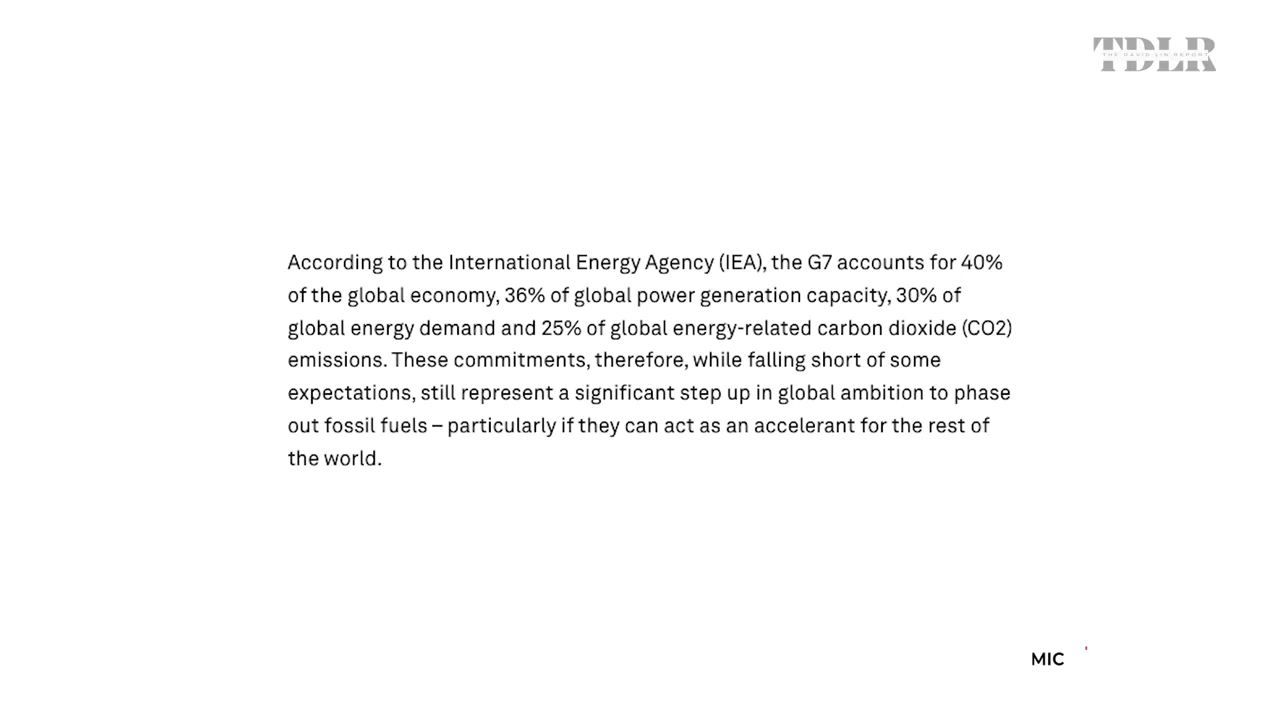 TDLR
THE DAVID LIN REPORT
According to the International Energy Agency (IEA), the G7 accounts for 40%
of the global economy, 36% of global power generation capacity, 30% of
global energy demand and 25% of global energy-related carbon dioxide (CO2)
emissions. These commitments, therefore, while falling short of some
expectations, still represent a significant step up in global ambition to phase
out fossil fuels – particularly if they can act as an accelerant for the rest of
the world.
MIC